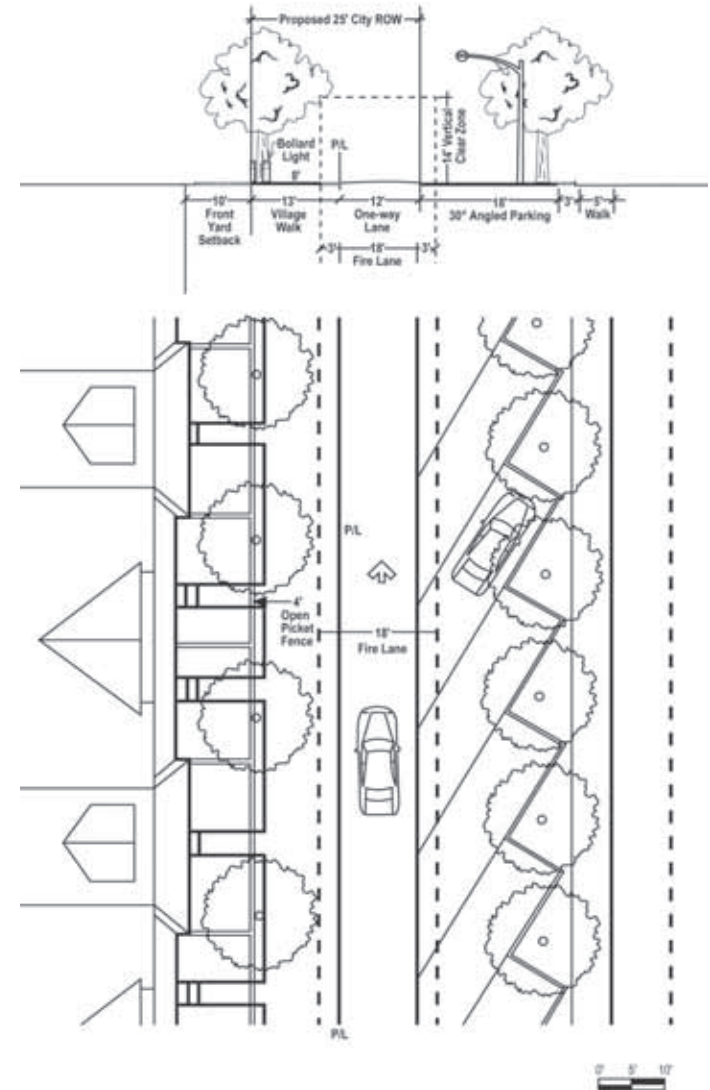 Proposed 25' City ROW
Bollard
Light
8'
P/L
14' Vertical
Clear Zone
10'
Front
Yard
Setback
13'
Village
Walk
12'
One-way
Lane
30° Angled Parking
3'
5'
Walk
3'
18'
3'
Fire Lane
P/L
4'
Open
Picket
Fence
18'
Fire Lane
P/L
0' 5' 10'